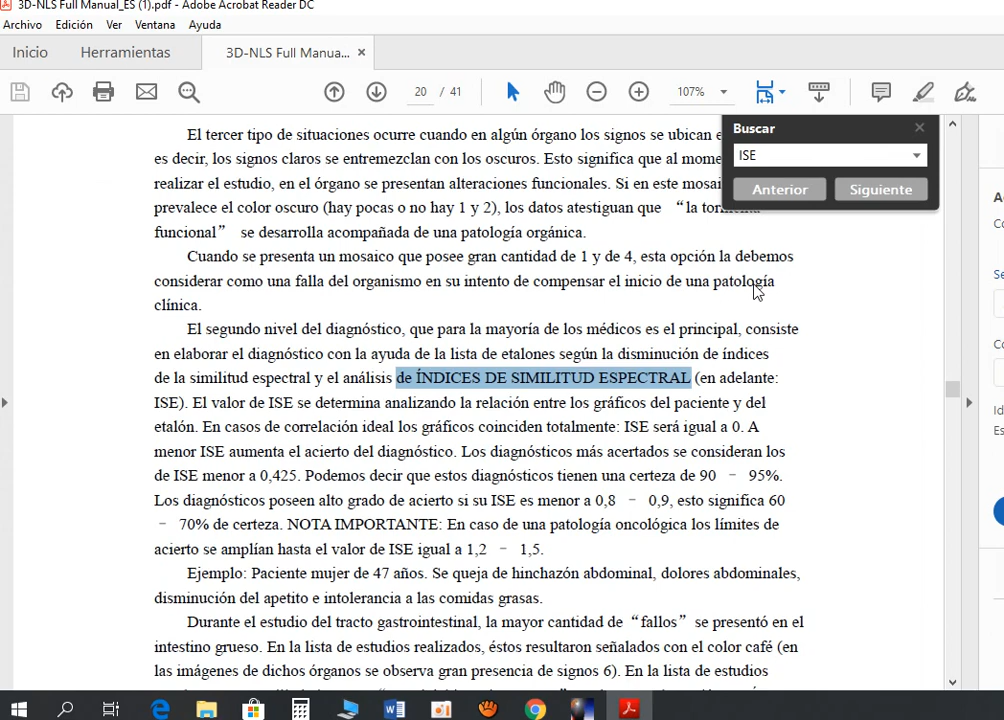 3D-NLS Full Manual_ES (1).pdf - Adobe Acrobat Reader DC
Archivo Edición Ver Ventana Ayuda
Inicio Herramientas 3D-NLS Full Manua... ×
20 / 41 107%
Buscar ×
ISE
Anterior Siguiente
El tercer tipo de situaciones ocurre cuando en algún órgano los signos se ubican
es decir, los signos claros se entremezclan con los oscuros. Esto significa que al
realizar el estudio, en el órgano se presentan alteraciones funcionales. Si en este
prevalece el color oscuro (hay pocas o no hay 1 y 2), los datos atestiguan que “la tormenta
funcional” se desarrolla acompañada de una patología orgánica.
Cuando se presenta un mosaico que posee gran cantidad de 1 y de 4, esta opción la debemos
considerar como una falla del organismo en su intento de compensar el inicio de una patología
clínica.
El segundo nivel del diagnóstico, que para la mayoría de los médicos es el principal, consiste
en elaborar el diagnóstico con la ayuda de la lista de etalones según la disminución de índices
de la similitud espectral y el análisis de ÍNDICES DE SIMILITUD ESPECTRAL (en adelante:
ISE). El valor de ISE se determina analizando la relación entre los gráficos del paciente y del
etalón. En casos de correlación ideal los gráficos coinciden totalmente: ISE será igual a 0. A
menor ISE aumenta el acierto del diagnóstico. Los diagnósticos más acertados se consideran los
de ISE menor a 0,425. Podemos decir que estos diagnósticos tienen una certeza de 90 – 95%.
Los diagnósticos poseen alto grado de acierto si su ISE es menor a 0,8 – 0,9, esto significa 60
– 70% de certeza. NOTA IMPORTANTE: En caso de una patología oncológica los límites de
acierto se amplían hasta el valor de ISE igual a 1,2 – 1,5.
Ejemplo: Paciente mujer de 47 años. Se queja de hinchazón abdominal, dolores abdominales,
disminución del apetito e intolerancia a las comidas grasas.
Durante el estudio del tracto gastrointestinal, la mayor cantidad de “fallos” se presentó en el
intestino grueso. En la lista de estudios realizados, éstos resultaron señalados con el color café (en
las imágenes de dichos órganos se observa gran presencia de signos 6). En la lista de estudios